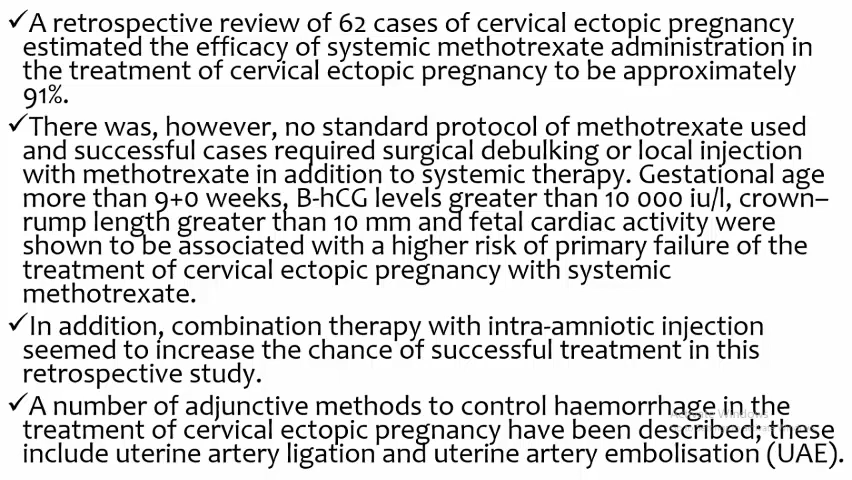 ✓A retrospective review of 62 cases of cervical ectopic pregnancy
estimated the efficacy of systemic methotrexate administration in
the treatment of cervical ectopic pregnancy to be approximately
91%.
✓There was, however, no standard protocol of methotrexate used
and successful cases required surgical debulking or local injection
with methotrexate in addition to systemic therapy. Gestational age
more than 9+0 weeks, B-hCG levels greater than 10 000 iu/l, crown–
rump length greater than 10 mm and fetal cardiac activity were
shown to be associated with a higher risk of primary failure of the
treatment of cervical ectopic pregnancy with systemic
methotrexate.
✓In addition, combination therapy with intra-amniotic injection
seemed to increase the chance of successful treatment in this
retrospective study.
✓A number of adjunctive methods to control haemorrhage in the
treatment of cervical ectopic pregnancy have been described; these
include uterine artery ligation and uterine artery embolisation (UAE).